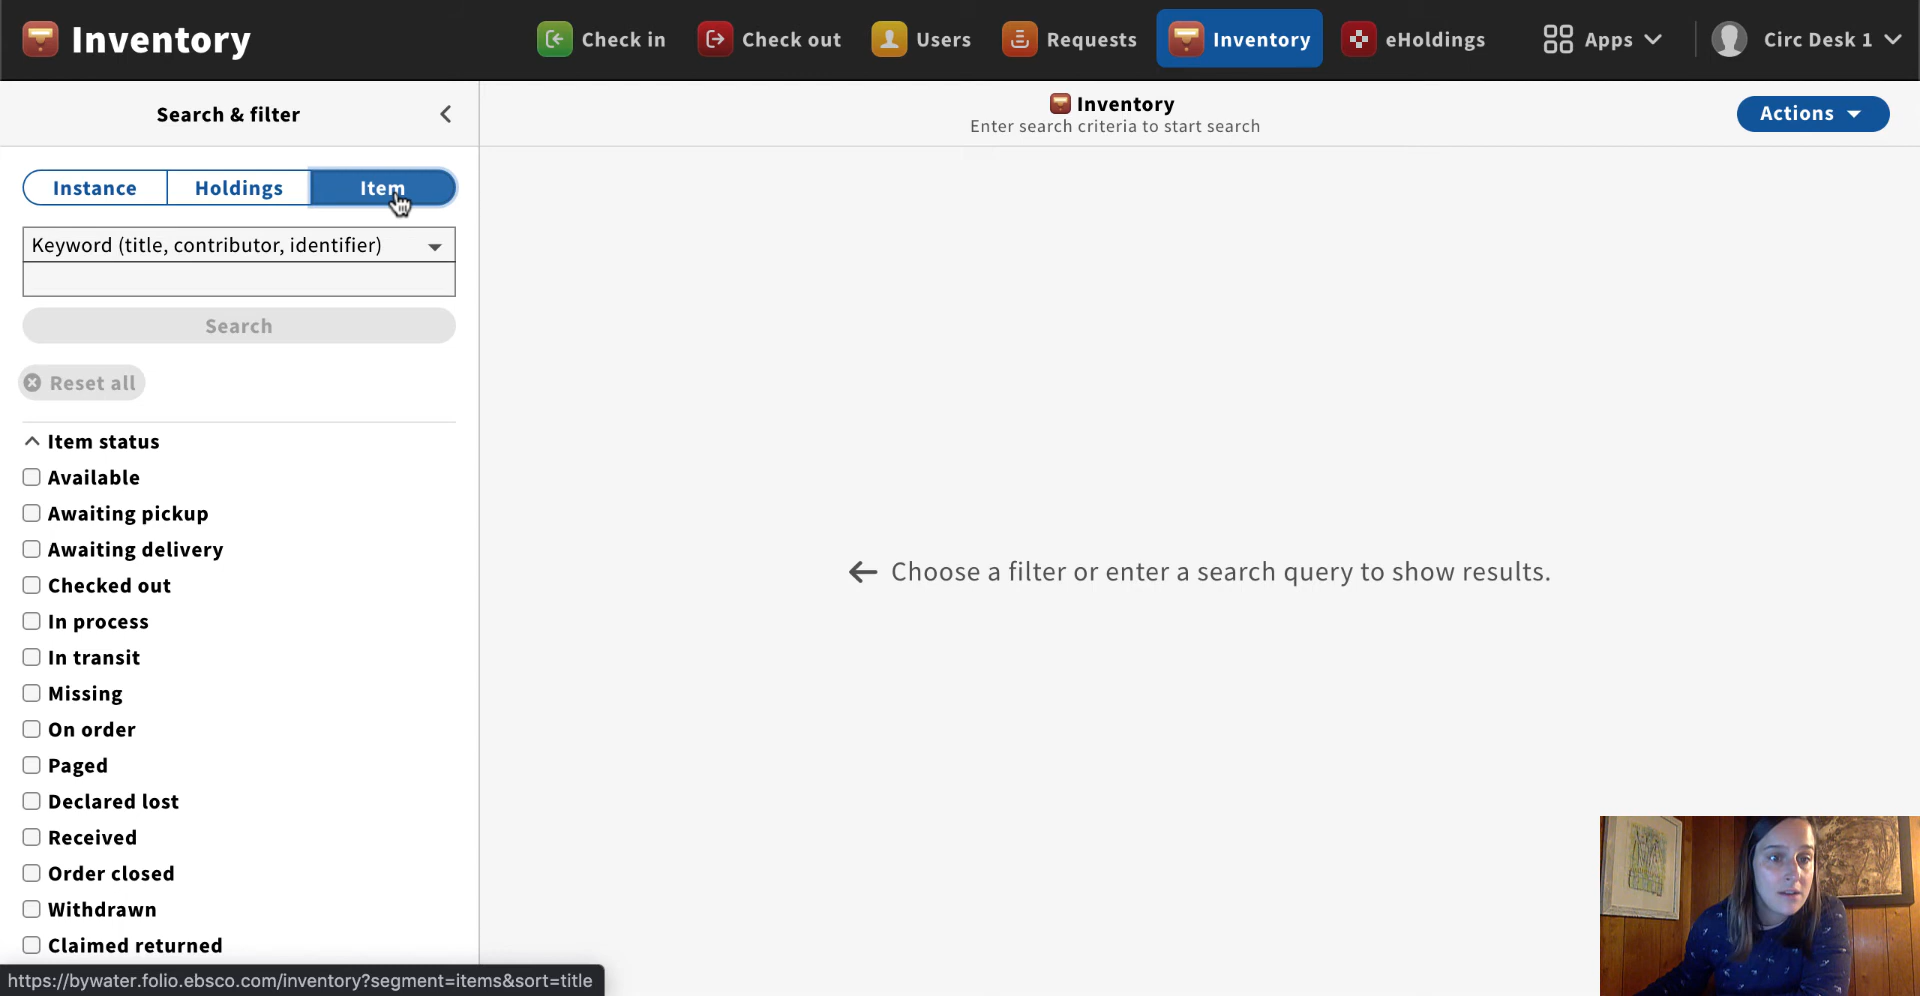 Inventory
Check in
Check out
Users
Requests
Inventory
eHoldings
Apps
Circ Desk 1
Search & filter
Inventory
Enter search criteria to start search
Actions
Instance
Holdings
Item
Keyword (title, contributor, identifier)
Search
Reset all
Item status
Available
Awaiting pickup
Awaiting delivery
Checked out
In process
In transit
Missing
On order
Paged
Declared lost
Received
Order closed
Withdrawn
Claimed returned
Choose a filter or enter a search query to show results.
https://bywater.folio.ebsco.com/inventory?segment=items&sort=title